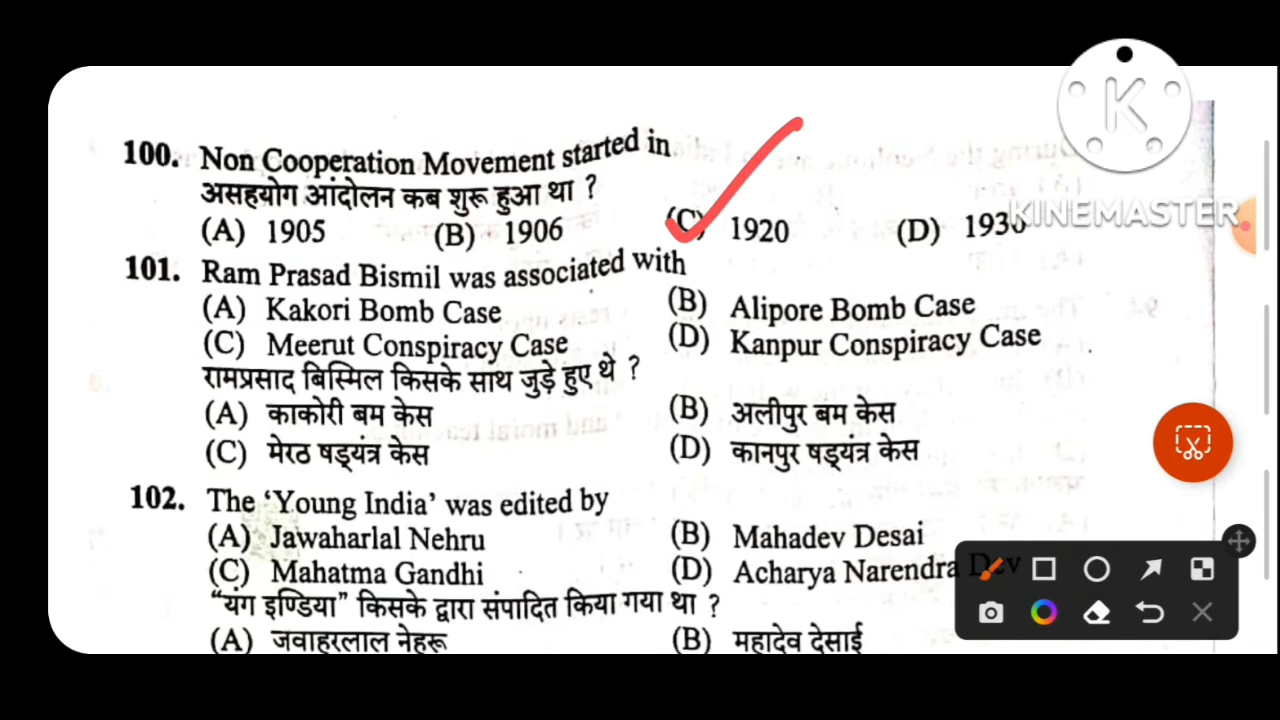 KINEMASTER
100. Non Cooperation Movement started in
असहयोग आंदोलन कब शुरू हुआ था ?
(A) 1905 (B) 1906 (C) 1920 (D) 1930
101. Ram Prasad Bismil was associated with
(A) Kakori Bomb Case (B) Alipore Bomb Case
(C) Meerut Conspiracy Case (D) Kanpur Conspiracy Case
रामप्रसाद बिस्मिल किसके साथ जुड़े हुए थे ?
(A) काकोरी बम केस (B) अलीपुर बम केस
(C) मेरठ षड्यंत्र केस (D) कानपुर षड्यंत्र केस
102. The ‘Young India’ was edited by
(A) Jawaharlal Nehru (B) Mahadev Desai
(C) Mahatma Gandhi (D) Acharya Narendra Dev
“यंग इण्डिया” किसके द्वारा संपादित किया गया था ?
(A) जवाहरलाल नेहरू (B) महादेव देसाई